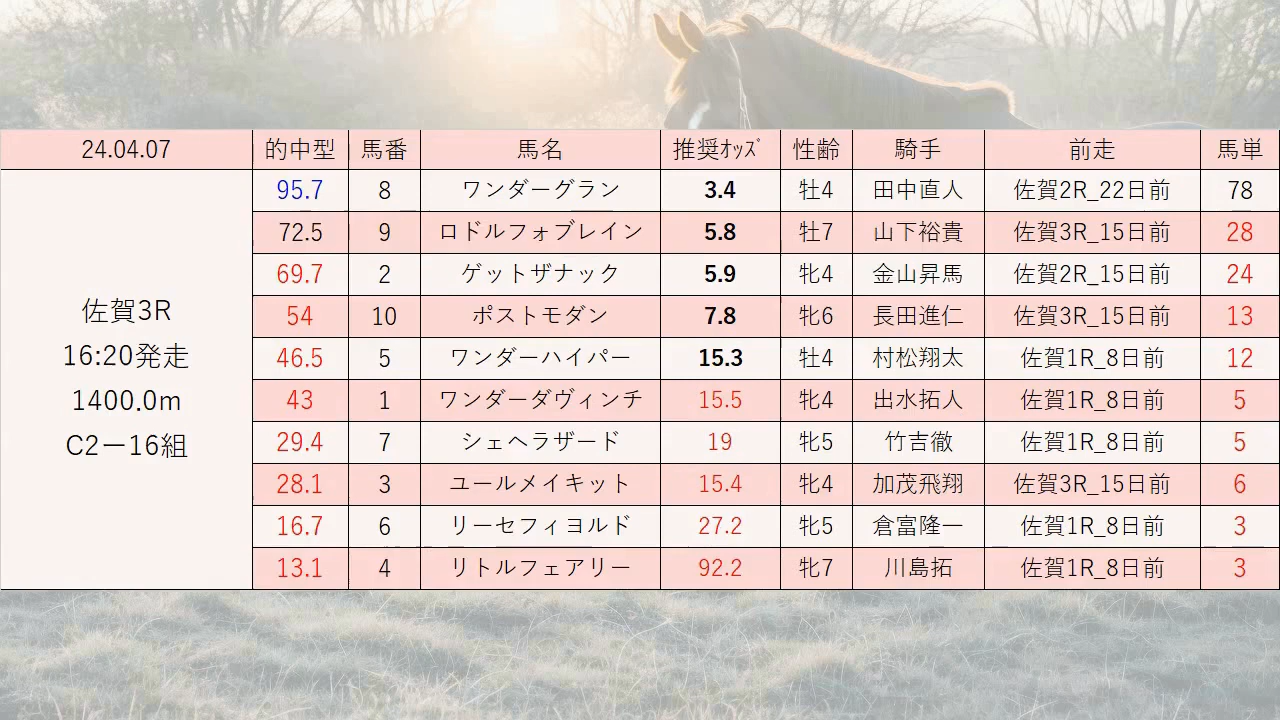 24.04.07 的中型 馬番 馬名 推奨ｵｯｽﾞ 性齢 騎手 前走 馬単
佐賀3R
16:20発走
1400.0m
C2ー16組
95.7 8 ワンダーグラン 3.4 牡4 田中直人 佐賀2R_22日前 78
72.5 9 ロドルフォブレイン 5.8 牡7 山下裕貴 佐賀3R_15日前 28
69.7 2 ゲットザナック 5.9 牝4 金山昇馬 佐賀2R_15日前 24
54 10 ポストモダン 7.8 牝6 長田進仁 佐賀3R_15日前 13
46.5 5 ワンダーハイパー 15.3 牡4 村松翔太 佐賀1R_8日前 12
43 1 ワンダーダヴィンチ 15.5 牝4 出水拓人 佐賀1R_8日前 5
29.4 7 シェヘラザード 19 牝5 竹吉徹 佐賀1R_8日前 5
28.1 3 ユールメイキット 15.4 牝4 加茂飛翔 佐賀3R_15日前 6
16.7 6 リーセフィヨルド 27.2 牝5 倉富隆一 佐賀1R_8日前 3
13.1 4 リトルフェアリー 92.2 牝7 川島拓 佐賀1R_8日前 3